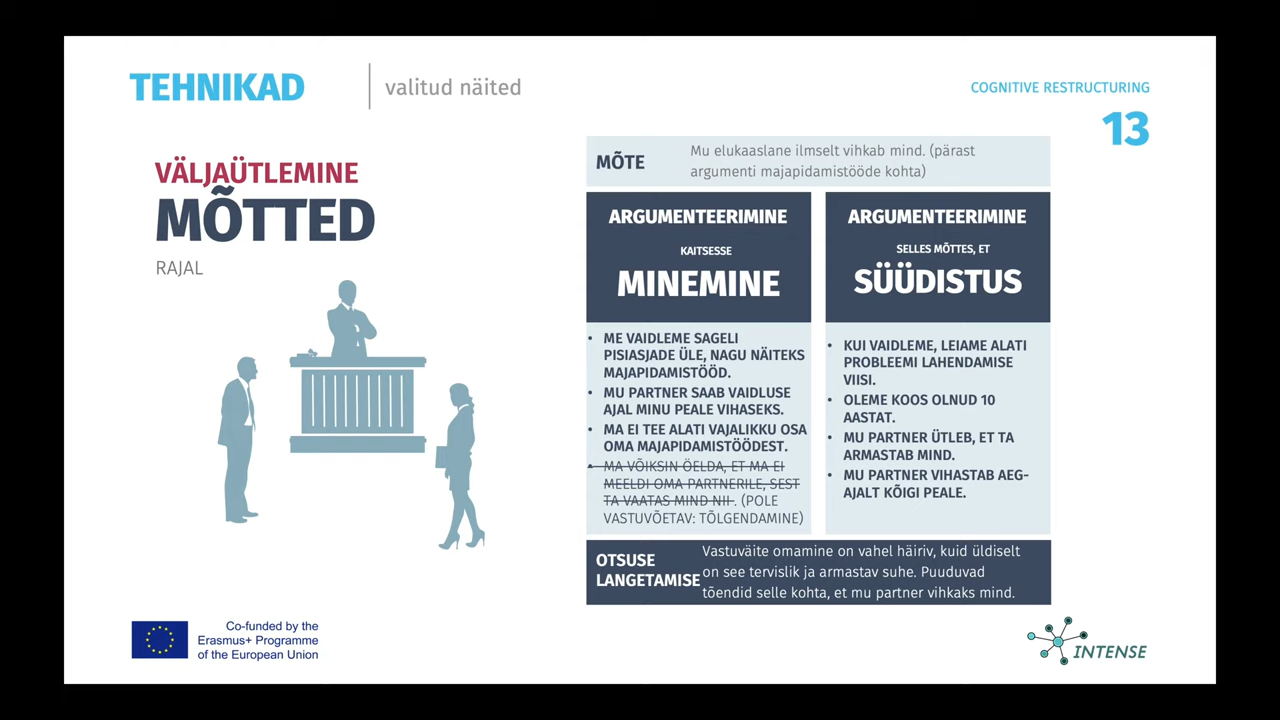 TEHNIKAD
valitud näited
COGNITIVE RESTRUCTURING
13
VÄLJAÜTLEMINE
MÕTTED
RAJAL
MÕTE
Mu elukaaslane ilmselt vihkab mind. (pärast
argumenti majapidamistööde kohta)
ARGUMENTEERIMINE
KAITSESSE
MINEMINE
• ME VAIDLEME SAGELI
PISIASJADE ÜLE, NAGU NÄITEKS
MAJAPIDAMISTÖÖD.
• MU PARTNER SAAB VAIDLUSE
AJAL MINU PEALE VIHASEKS.
• MA EI TEE ALATI VAJALIKKU OSA
OMA MAJAPIDAMISTÖÖDEST.
• MA VÕIKSIN ÖELDA, ET MA EI
MEELDI OMA PARTNERILE, SEST
TA VAATAS MIND NII . (POLE
VASTUVÕETAV: TÕLGENDAMINE)
ARGUMENTEERIMINE
SELLES MÕTTES, ET
SÜÜDISTUS
• KUI VAIDLEME, LEIAME ALATI
PROBLEEMI LAHENDAMISE
VIISI.
• OLEME KOOS OLNUD 10
AASTAT.
• MU PARTNER ÜTLEB, ET TA
ARMASTAB MIND.
• MU PARTNER VIHASTAB AEG-
AJALT KÕIGI PEALE.
OTSUSE
LANGETAMISE
Vastuväite omamine on vahel häiriv, kuid üldiselt
on see tervislik ja armastav suhe. Puuduvad
tõendid selle kohta, et mu partner vihkaks mind.
Co-funded by the
Erasmus+ Programme
of the European Union
INTENSE